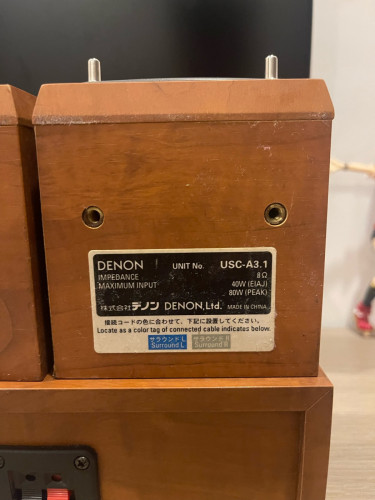 DENON UNIT No. USC-A3.1
IMPEDANCE 8Ω
MAXIMUM INPUT 40W (EIAJ)
80W (PEAK)
株式会社デノン DENON, Ltd. MADE IN CHINA
接続コードの色に合わせて、下記に設置してください。
Locate as a color tag of connected cable indicates below.
サラウンド L サラウンド R
Surround L Surround R